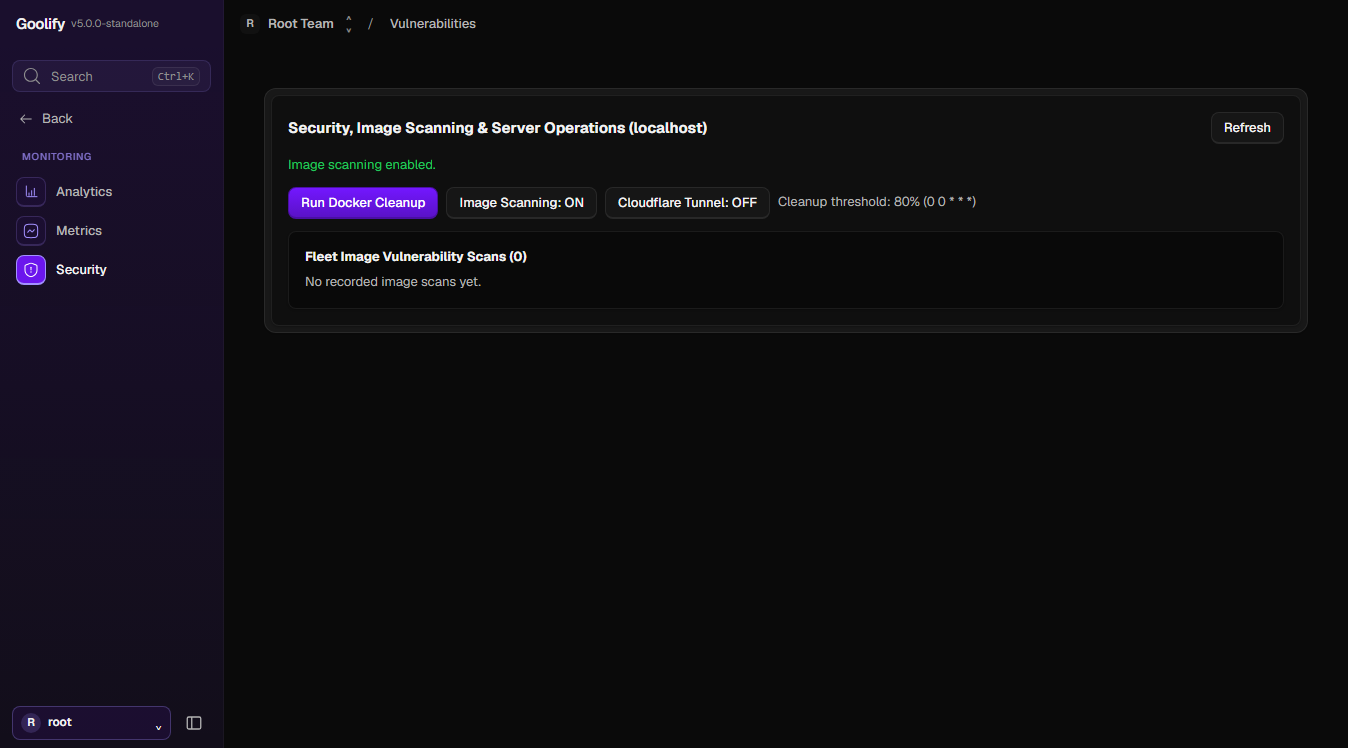 Goolify v5.0.0-standalone
Search Ctrl+K
Back
MONITORING
Analytics
Metrics
Security
R root
R Root Team / Vulnerabilities
Security, Image Scanning & Server Operations (localhost)
Refresh
Image scanning enabled.
Run Docker Cleanup Image Scanning: ON Cloudflare Tunnel: OFF Cleanup threshold: 80% (0 0 * * *)
Fleet Image Vulnerability Scans (0)
No recorded image scans yet.